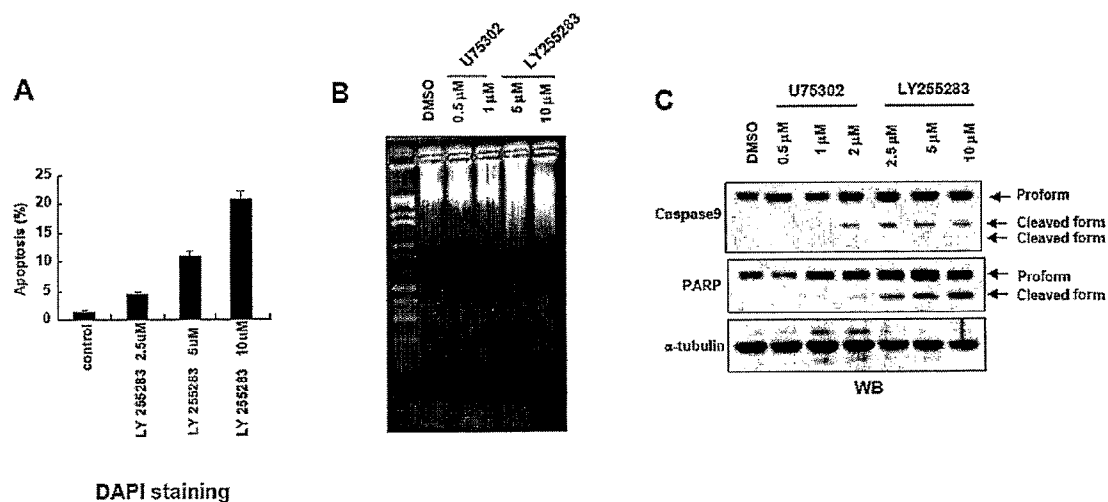 A
Apoptosis (%)
25
20
15
10
5
0
control
LY 255283 2.5uM
LY 255283 5uM
LY 255283 10uM
DAPI staining
B
U75302
LY255283
DMSO
0.5 μM
1 μM
5 μM
10 μM
C
U75302
LY255283
DMSO
0.5 μM
1 μM
2 μM
2.5 μM
5 μM
10 μM
Caspase9
Proform
Cleaved form
Cleaved form
PARP
Proform
Cleaved form
α-tubulin
WB